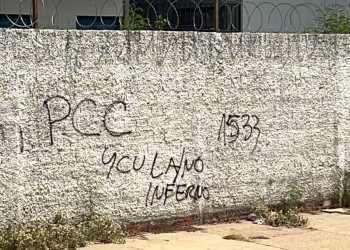 PCC 1533
YCULANO
INFERNO